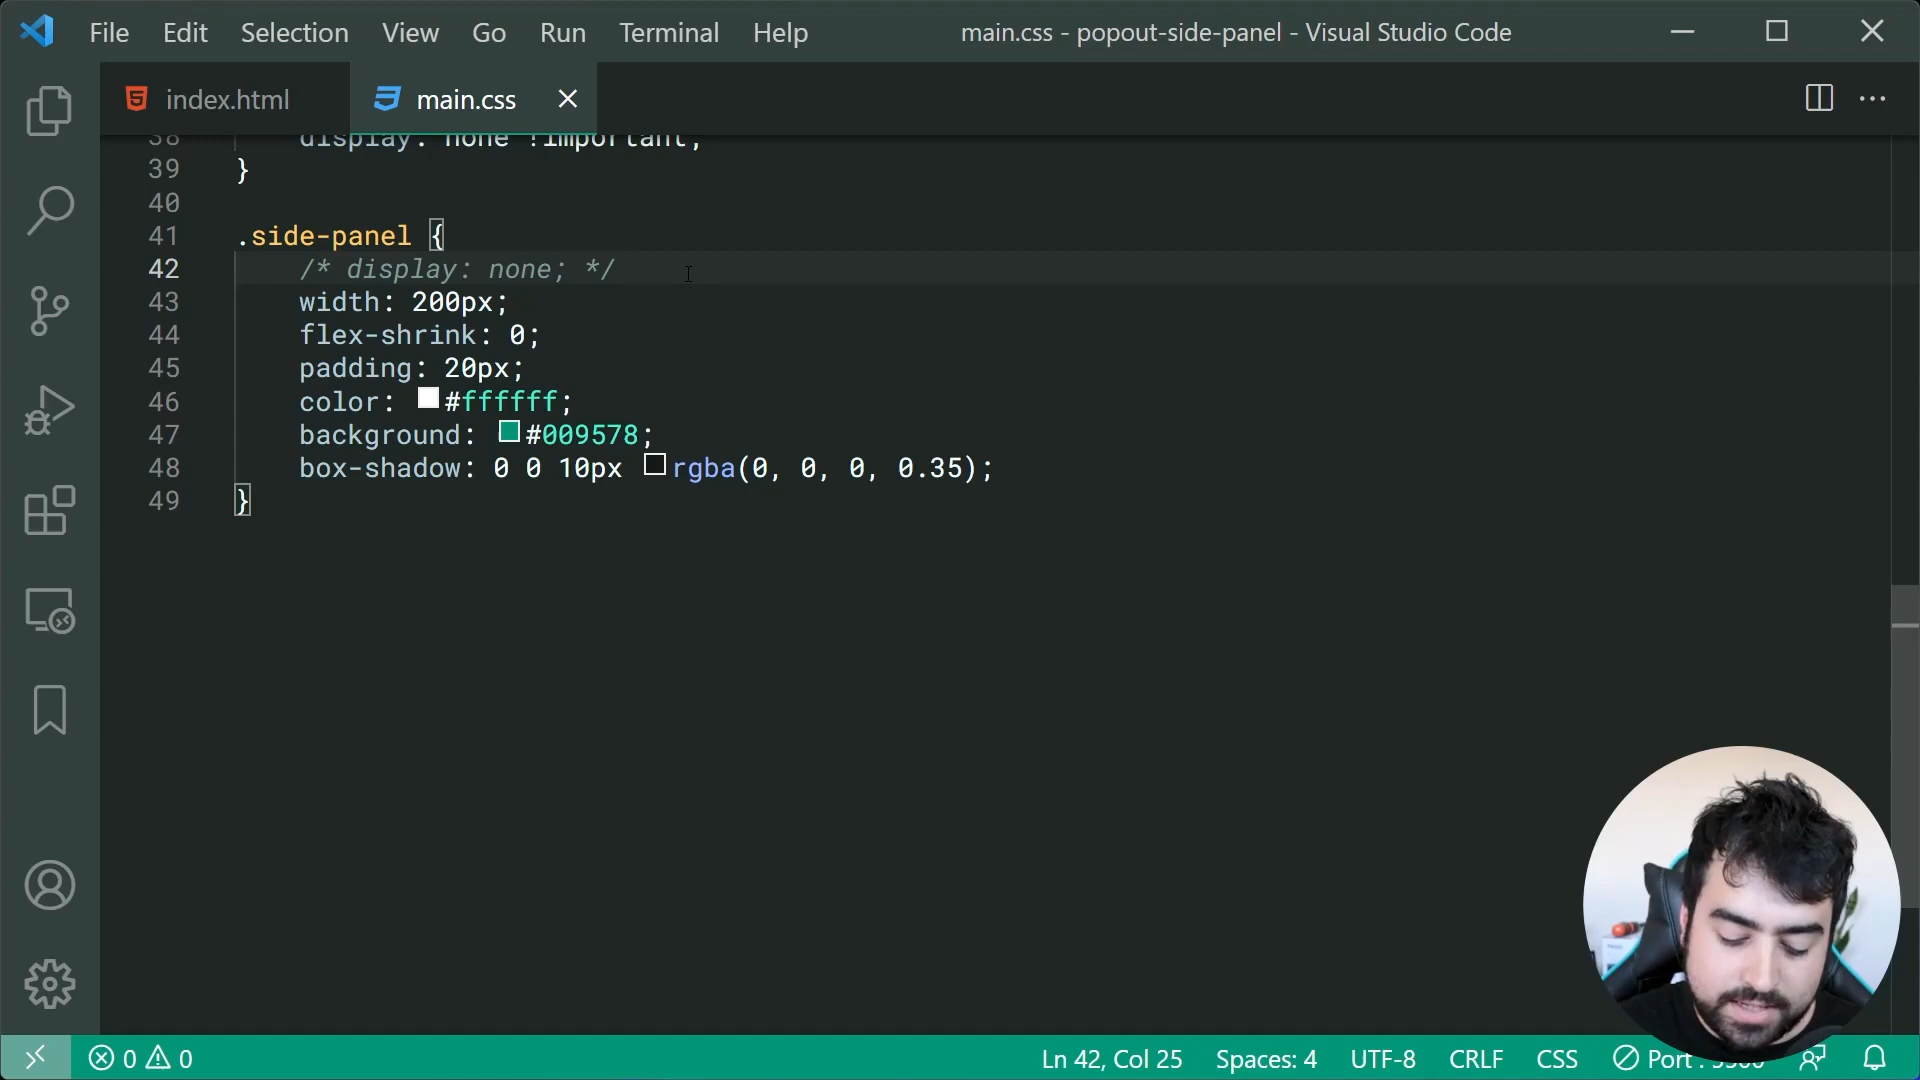 File Edit Selection View Go Run Terminal Help main.css - popout-side-panel - Visual Studio Code
index.html main.css
38 display: none !important;
39 }
40
41 .side-panel {
42 /* display: none; */
43 width: 200px;
44 flex-shrink: 0;
45 padding: 20px;
46 color: #ffffff;
47 background: #009578;
48 box-shadow: 0 0 10px rgba(0, 0, 0, 0.35);
49 }
0 0 Ln 42, Col 25 Spaces: 4 UTF-8 CRLF CSS Port :